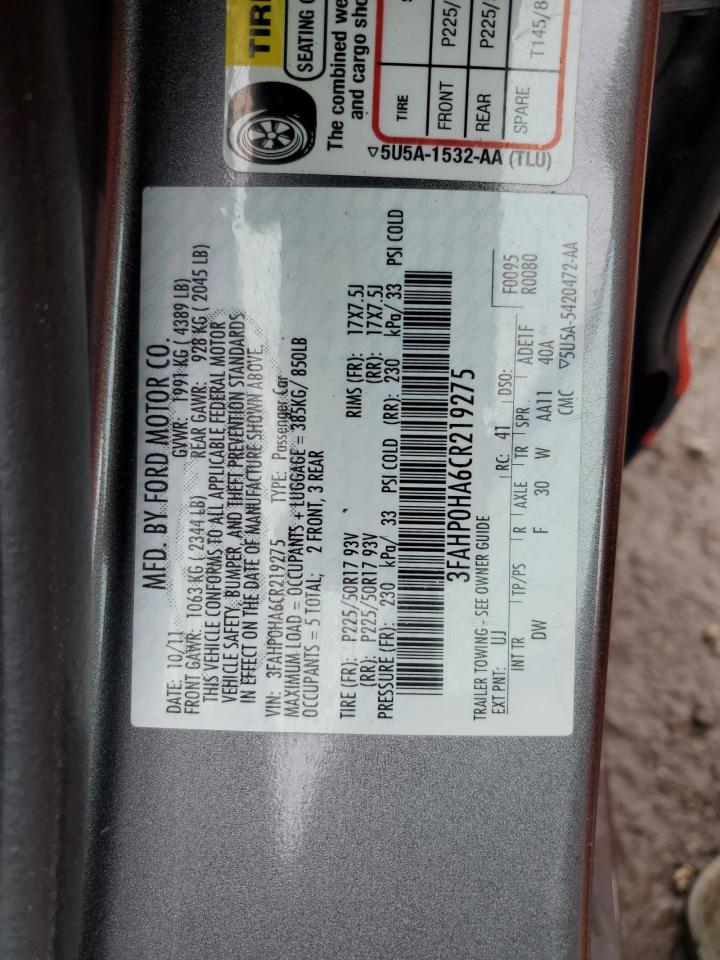 TIRE
SEATING
The combined
and cargo
TIRE
FRONT P225/
REAR P225/
SPARE T145/8
5U5A-1532-AA (TLU)
MFD. BY FORD MOTOR CO.
DATE: 10/11 GVWR: 1991 KG ( 4389 LB)
FRONT GAWR: 1063 KG ( 2344 LB) REAR GAWR: 928 KG ( 2045 LB)
THIS VEHICLE CONFORMS TO ALL APPLICABLE FEDERAL MOTOR
VEHICLE SAFETY, BUMPER, AND THEFT PREVENTION STANDARDS
IN EFFECT ON THE DATE OF MANUFACTURE SHOWN ABOVE.
VIN: 3FAHP0HA6CR219275 TYPE: Passenger Car
MAXIMUM LOAD = OCCUPANTS + LUGGAGE = 385KG/ 850LB
OCCUPANTS = 5 TOTAL; 2 FRONT, 3 REAR
TIRE (FR): P225/50R17 93V RIMS (FR): 17X7.5J
(RR): P225/50R17 93V (RR): 17X7.5J
PRESSURE (FR): 230 kPa/ 33 PSI COLD (RR): 230 kPa/ 33 PSI COLD
3FAHP0HA6CR219275
TRAILER TOWING - SEE OWNER GUIDE F0095
EXT PNT: UJ RC: 41 DSO: R0080
INT TR TP/PS R AXLE TR SPR ADE1F
DW F 30 W AA11 40A
CMC 5U5A-5420472-AA